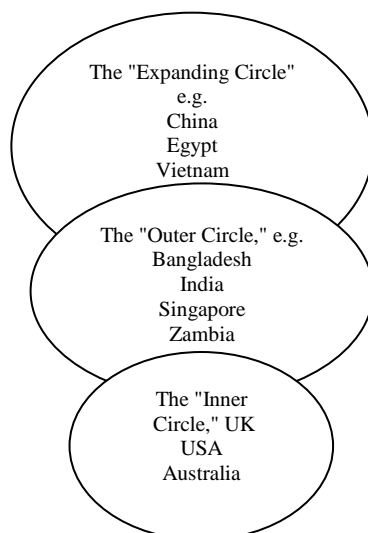 The "Expanding Circle"
e.g.
China
Egypt
Vietnam
The "Outer Circle," e.g.
Bangladesh
India
Singapore
Zambia
The "Inner
Circle," UK
USA
Australia